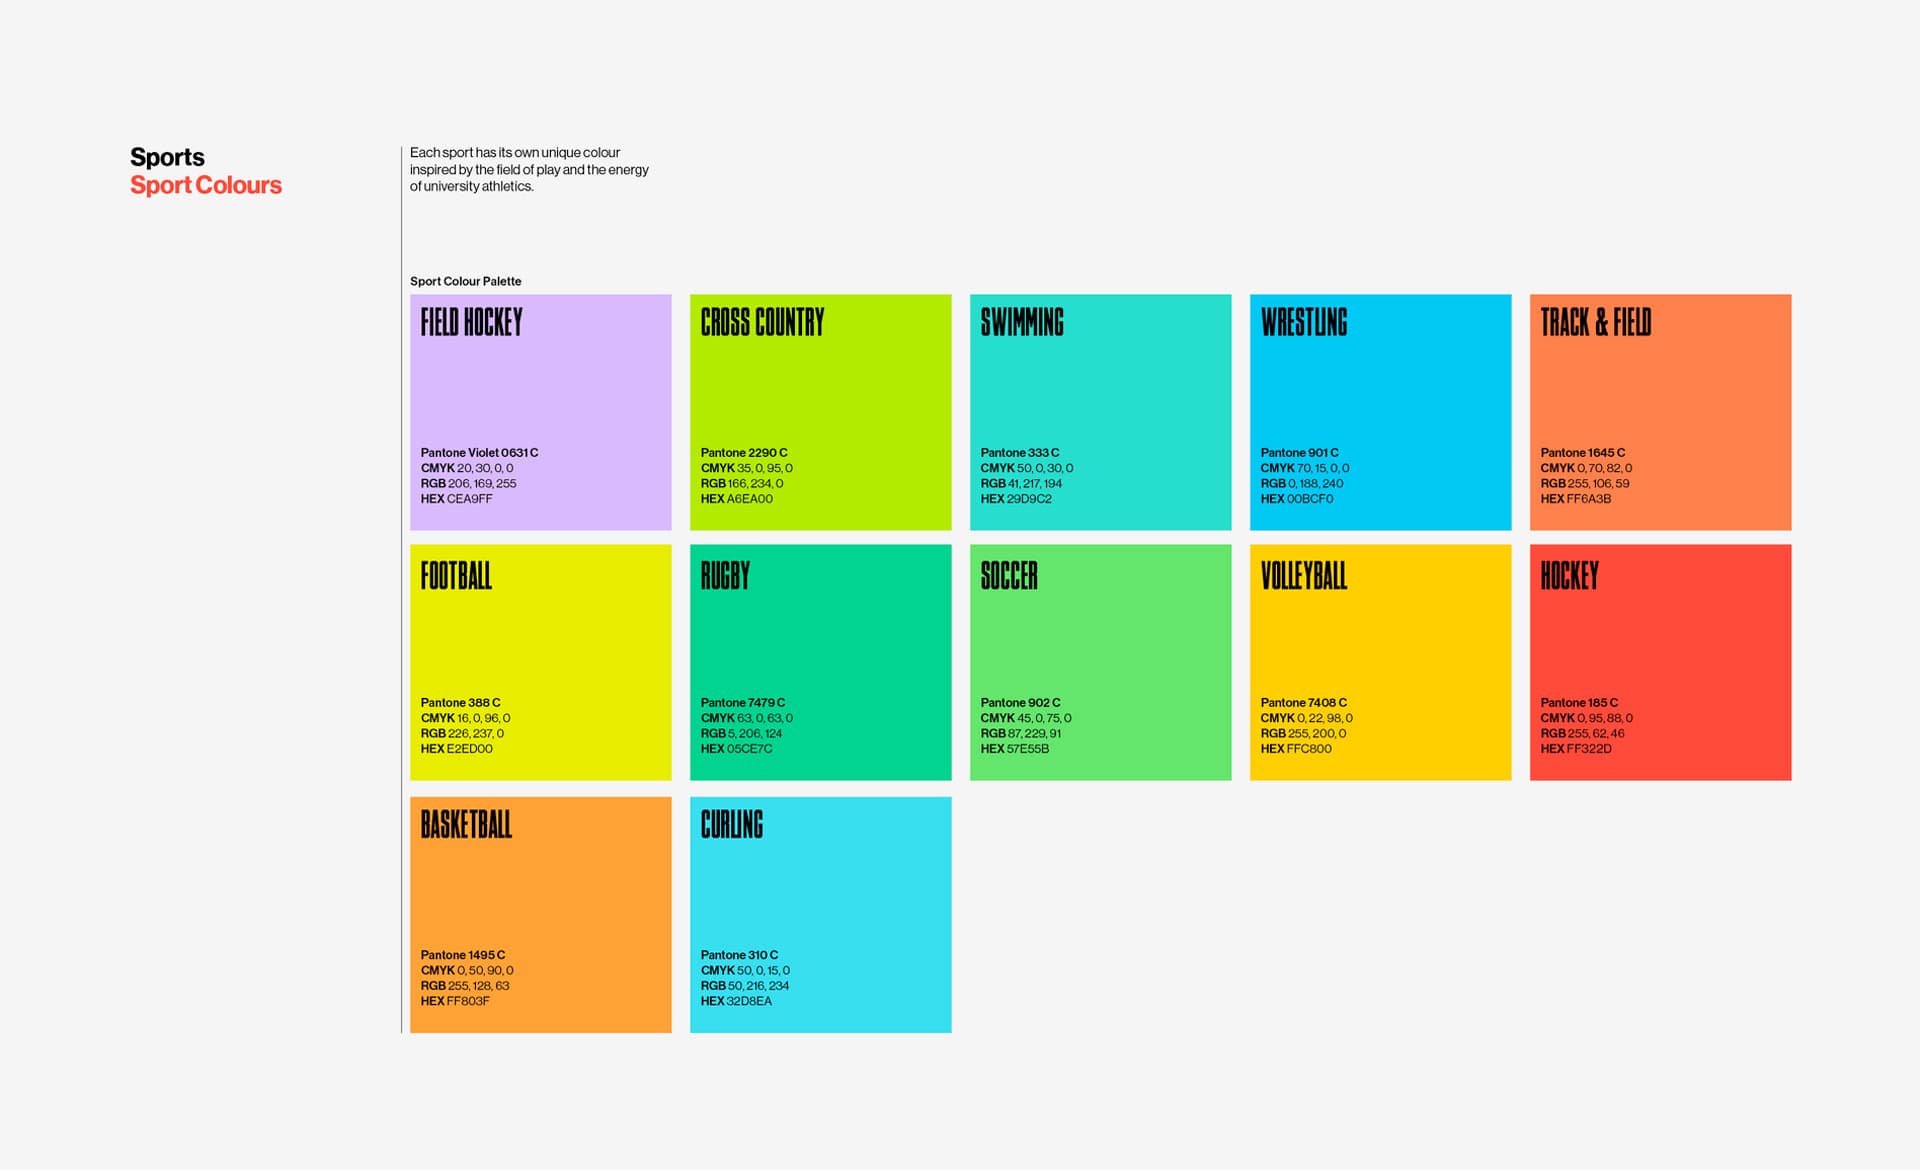 Sports
Sport Colours
Each sport has its own unique colour
inspired by the field of play and the energy
of university athletics.
Sport Colour Palette
FIELD HOCKEY
Pantone Violet 0631 C
CMYK 20, 30, 0, 0
RGB 206, 169, 255
HEX CEA9FF
CROSS COUNTRY
Pantone 2290 C
CMYK 35, 0, 95, 0
RGB 166, 234, 0
HEX A6EA00
SWIMMING
Pantone 333 C
CMYK 50, 0, 30, 0
RGB 41, 217, 194
HEX 29D9C2
WRESTLING
Pantone 901 C
CMYK 70, 15, 0, 0
RGB 0, 188, 240
HEX 00BCF0
TRACK & FIELD
Pantone 1645 C
CMYK 0, 70, 82, 0
RGB 255, 106, 59
HEX FF6A3B
FOOTBALL
Pantone 388 C
CMYK 16, 0, 96, 0
RGB 226, 237, 0
HEX E2ED00
RUGBY
Pantone 7479 C
CMYK 63, 0, 63, 0
RGB 5, 206, 124
HEX 05CE7C
SOCCER
Pantone 902 C
CMYK 45, 0, 75, 0
RGB 87, 229, 91
HEX 57E55B
VOLLEYBALL
Pantone 7408 C
CMYK 0, 22, 98, 0
RGB 255, 200, 0
HEX FFC800
HOCKEY
Pantone 185 C
CMYK 0, 95, 88, 0
RGB 255, 62, 46
HEX FF322D
BASKETBALL
Pantone 1495 C
CMYK 0, 50, 90, 0
RGB 255, 128, 63
HEX FF803F
CURLING
Pantone 310 C
CMYK 50, 0, 15, 0
RGB 50, 216, 234
HEX 32D8EA